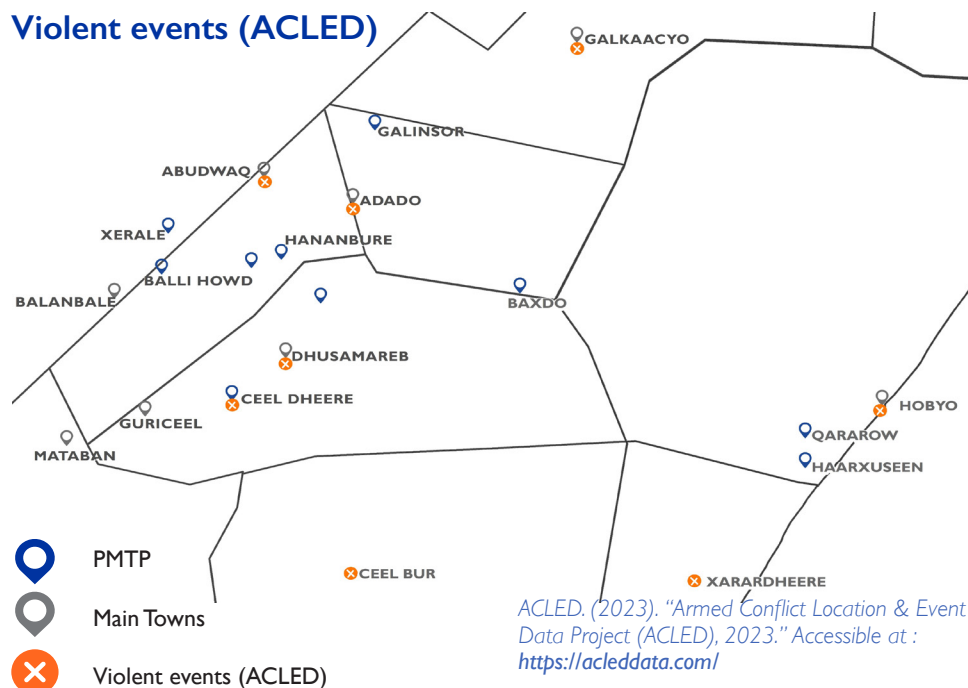 Violent events (ACLED)
GALKAACYO
GALINSOR
ABUDWAQ
ADADO
XERALE
HANANBURE
BALLI HOWD
BALANBALE
BAXDO
DHUSAMAREB
CEEL DHEERE
HOBYO
GURICEEL
QARAROW
MATABAN
HAARXUSEEN
PMTP
CEEL BUR
XARARDHEERE
Main Towns
ACLED. (2023). “Armed Conflict Location & Event
Data Project (ACLED), 2023.” Accessible at :
https://acleddata.com/
Violent events (ACLED)